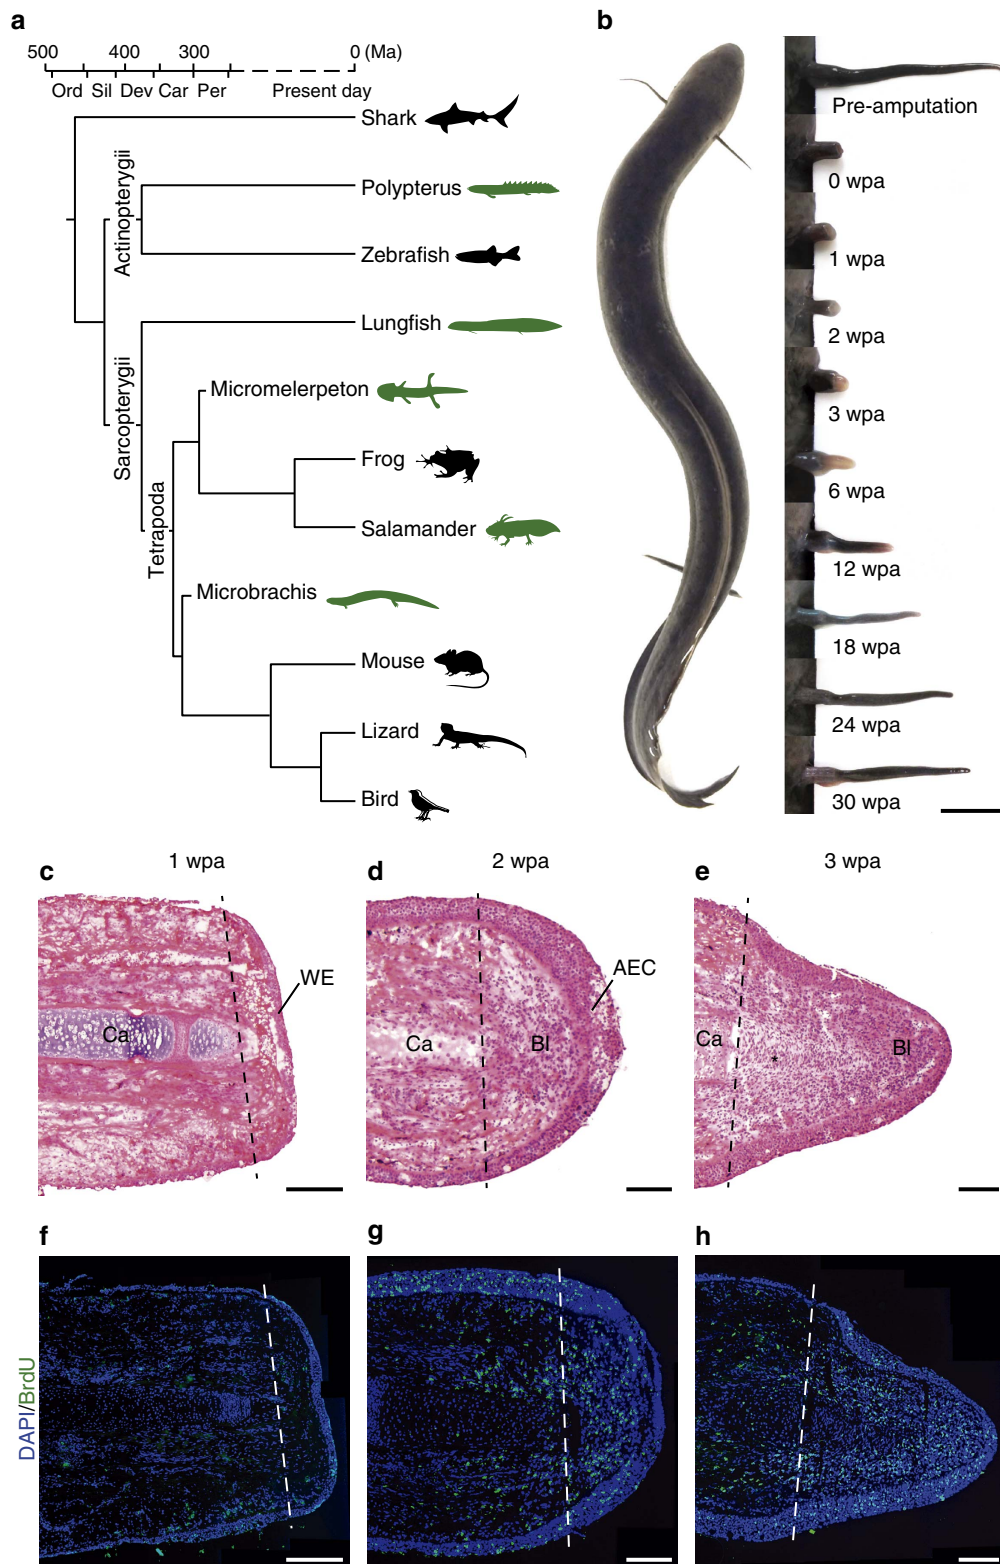 a
500 400 300 0 (Ma)
Ord Sil Dev Car Per Present day
Shark
Actinopterygii
Polypterus
Zebrafish
Lungfish
Sarcopterygii
Micromelerpeton
Frog
Tetrapoda
Salamander
Microbrachis
Mouse
Lizard
Bird
b
Pre-amputation
0 wpa
1 wpa
2 wpa
3 wpa
6 wpa
12 wpa
18 wpa
24 wpa
30 wpa
c 1 wpa
WE
Ca
d 2 wpa
AEC
Ca Bl
e 3 wpa
Ca * Bl
f
DAPI/BrdU
g
h